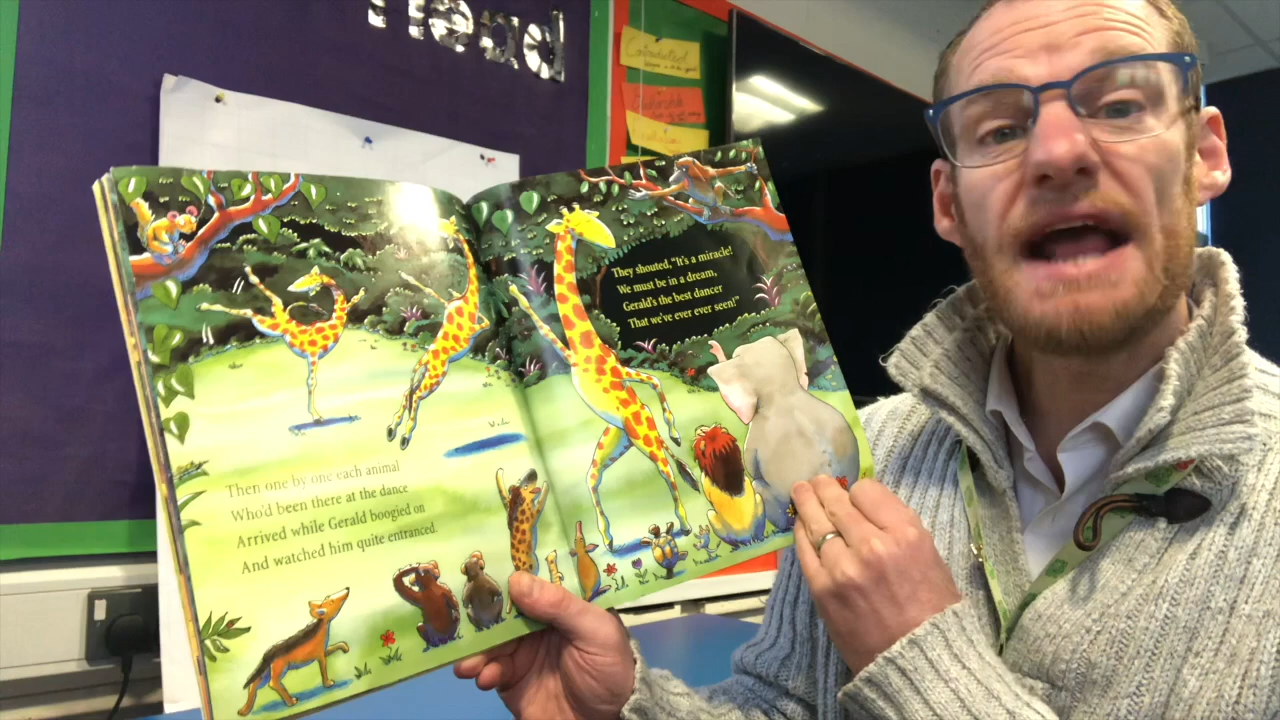 read
Then one by one each animal
Who'd been there at the dance
Arrived while Gerald boogied on
And watched him quite entranced.
They shouted, "It's a miracle!
We must be in a dream,
Gerald's the best dancer
That we've ever ever seen!"